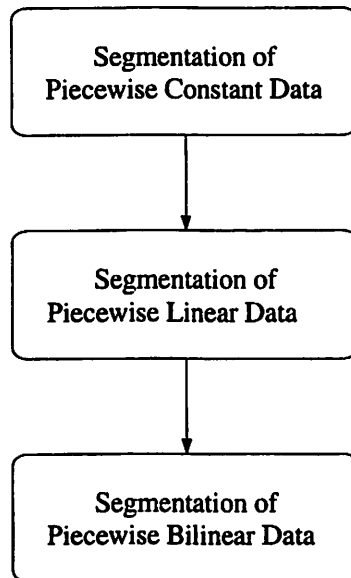 Segmentation of
Piecewise Constant Data
Segmentation of
Piecewise Linear Data
Segmentation of
Piecewise Bilinear Data